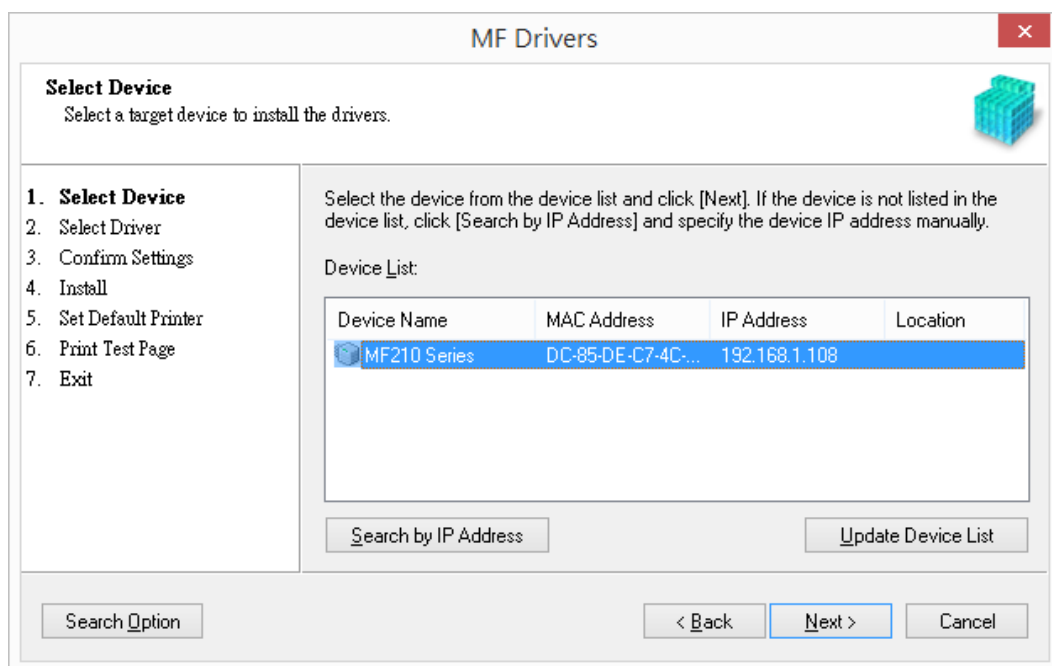 MF Drivers
Select Device
Select a target device to install the drivers.
1. Select Device
2. Select Driver
3. Confirm Settings
4. Install
5. Set Default Printer
6. Print Test Page
7. Exit
Select the device from the device list and click [Next]. If the device is not listed in the
device list, click [Search by IP Address] and specify the device IP address manually.
Device List:
Device Name MAC Address IP Address Location
MF210 Series DC-85-DE-C7-4C-... 192.168.1.108
Search by IP Address Update Device List
Search Option < Back Next > Cancel